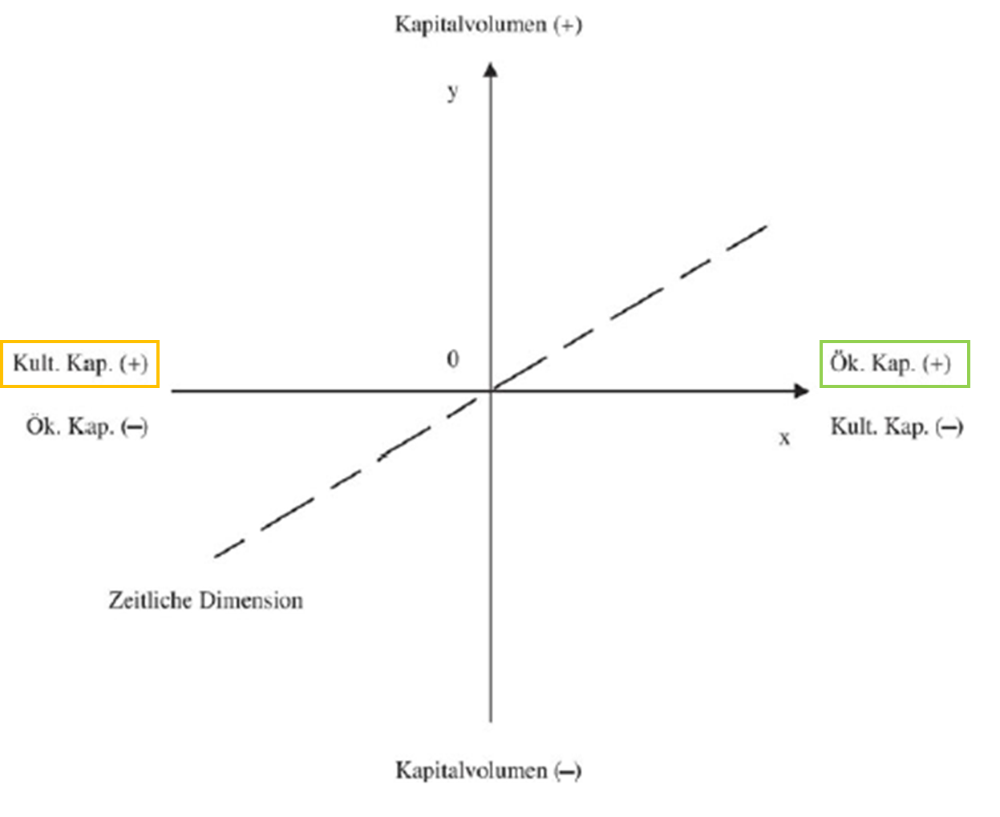 Kapitalvolumen (+)
y
0
Kult. Kap. (+)
Ök. Kap. (–)
Ök. Kap. (+)
Kult. Kap. (–)
x
Zeitliche Dimension
Kapitalvolumen (–)